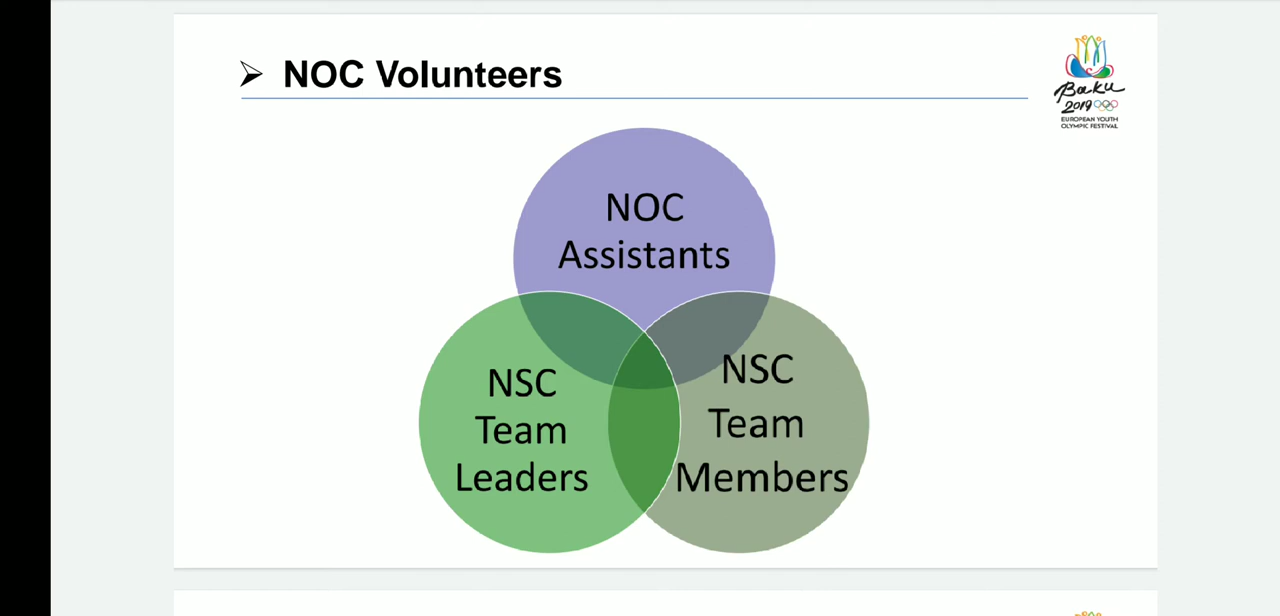 NOC Volunteers
Baku
2019
EUROPEAN YOUTH
OLYMPIC FESTIVAL
NOC
Assistants
NSC
Team
Leaders
NSC
Team
Members